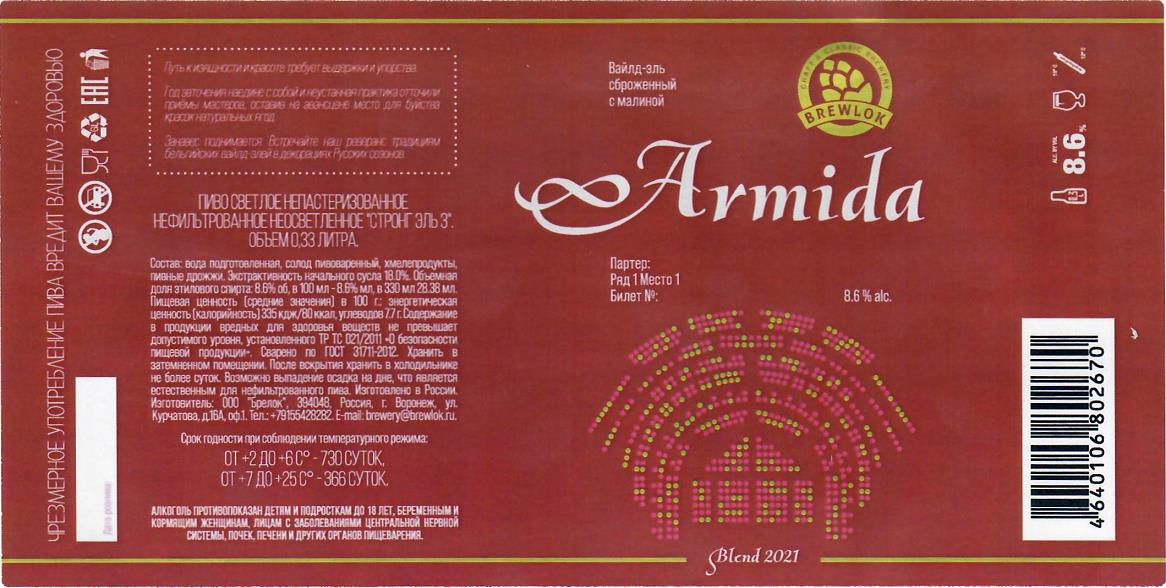 ЧРЕЗМЕРНОЕ УПОТРЕБЛЕНИЕ ПИВА ВРЕДИТ ВАШЕМУ ЗДОРОВЬЮ
EAC
Дата розлива:
Путь к изящности и красоте требует выдержки и упорства.
Год заточения наедине с собой и неустанная практика отточили
приёмы мастеров, оставив на авансцене место для буйства
красок натуральных ягод.
Занавес поднимается. Встречайте наш реверанс традициям
бельгийских вайлд-элей в декорациях Русских сезонов.
ПИВО СВЕТЛОЕ НЕПАСТЕРИЗОВАННОЕ
НЕФИЛЬТРОВАННОЕ НЕОСВЕТЛЕННОЕ "СТРОНГ ЭЛЬ 3".
ОБЪЕМ 0,33 ЛИТРА.
Состав: вода подготовленная, солод пивоваренный, хмелепродукты,
пивные дрожжи. Экстрактивность начального сусла 18.0%. Объемная
доля этилового спирта: 8.6% об, в 100 мл - 8.6% мл, в 330 мл 28.38 мл.
Пищевая ценность (средние значения) в 100 г.: энергетическая
ценность (калорийность) 335 кдж/80 ккал, углеводов 7.7 г. Содержание
в продукции вредных для здоровья веществ не превышает
допустимого уровня, установленного ТР ТС 021/2011 «О безопасности
пищевой продукции». Сварено по ГОСТ 31711-2012. Хранить в
затемненном помещении. После вскрытия хранить в холодильнике
не более суток. Возможно выпадение осадка на дне, что является
естественным для нефильтрованного пива. Изготовлено в России.
Изготовитель: ООО "Брелок", 394048, Россия, г. Воронеж, ул.
Курчатова, д.16А, оф.1. Тел.: +79155428282. E-mail: brewery@brewlok.ru.
Срок годности при соблюдении температурного режима:
ОТ +2 ДО +6 С° - 730 СУТОК,
ОТ +7 ДО +25 С° - 366 СУТОК.
АЛКОГОЛЬ ПРОТИВОПОКАЗАН ДЕТЯМ И ПОДРОСТКАМ ДО 18 ЛЕТ, БЕРЕМЕННЫМ И
КОРМЯЩИМ ЖЕНЩИНАМ, ЛИЦАМ С ЗАБОЛЕВАНИЯМИ ЦЕНТРАЛЬНОЙ НЕРВНОЙ
СИСТЕМЫ, ПОЧЕК, ПЕЧЕНИ И ДРУГИХ ОРГАНОВ ПИЩЕВАРЕНИЯ.
Вайлд-эль
сброженный
с малиной
CRAFT & CLASSIC BREWERY
BREWLOK
Armida
Партер:
Ряд 1 Место 1
Билет №:
8.6 % alc.
Blend 2021
ALC. BY VOL
8.6%
4 640106 802670